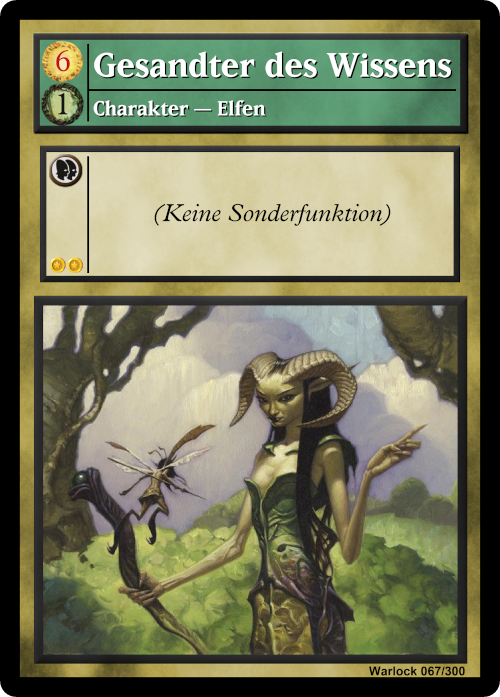 6
Gesandter des Wissens
1
Charakter — Elfen
(Keine Sonderfunktion)
Warlock 067/300